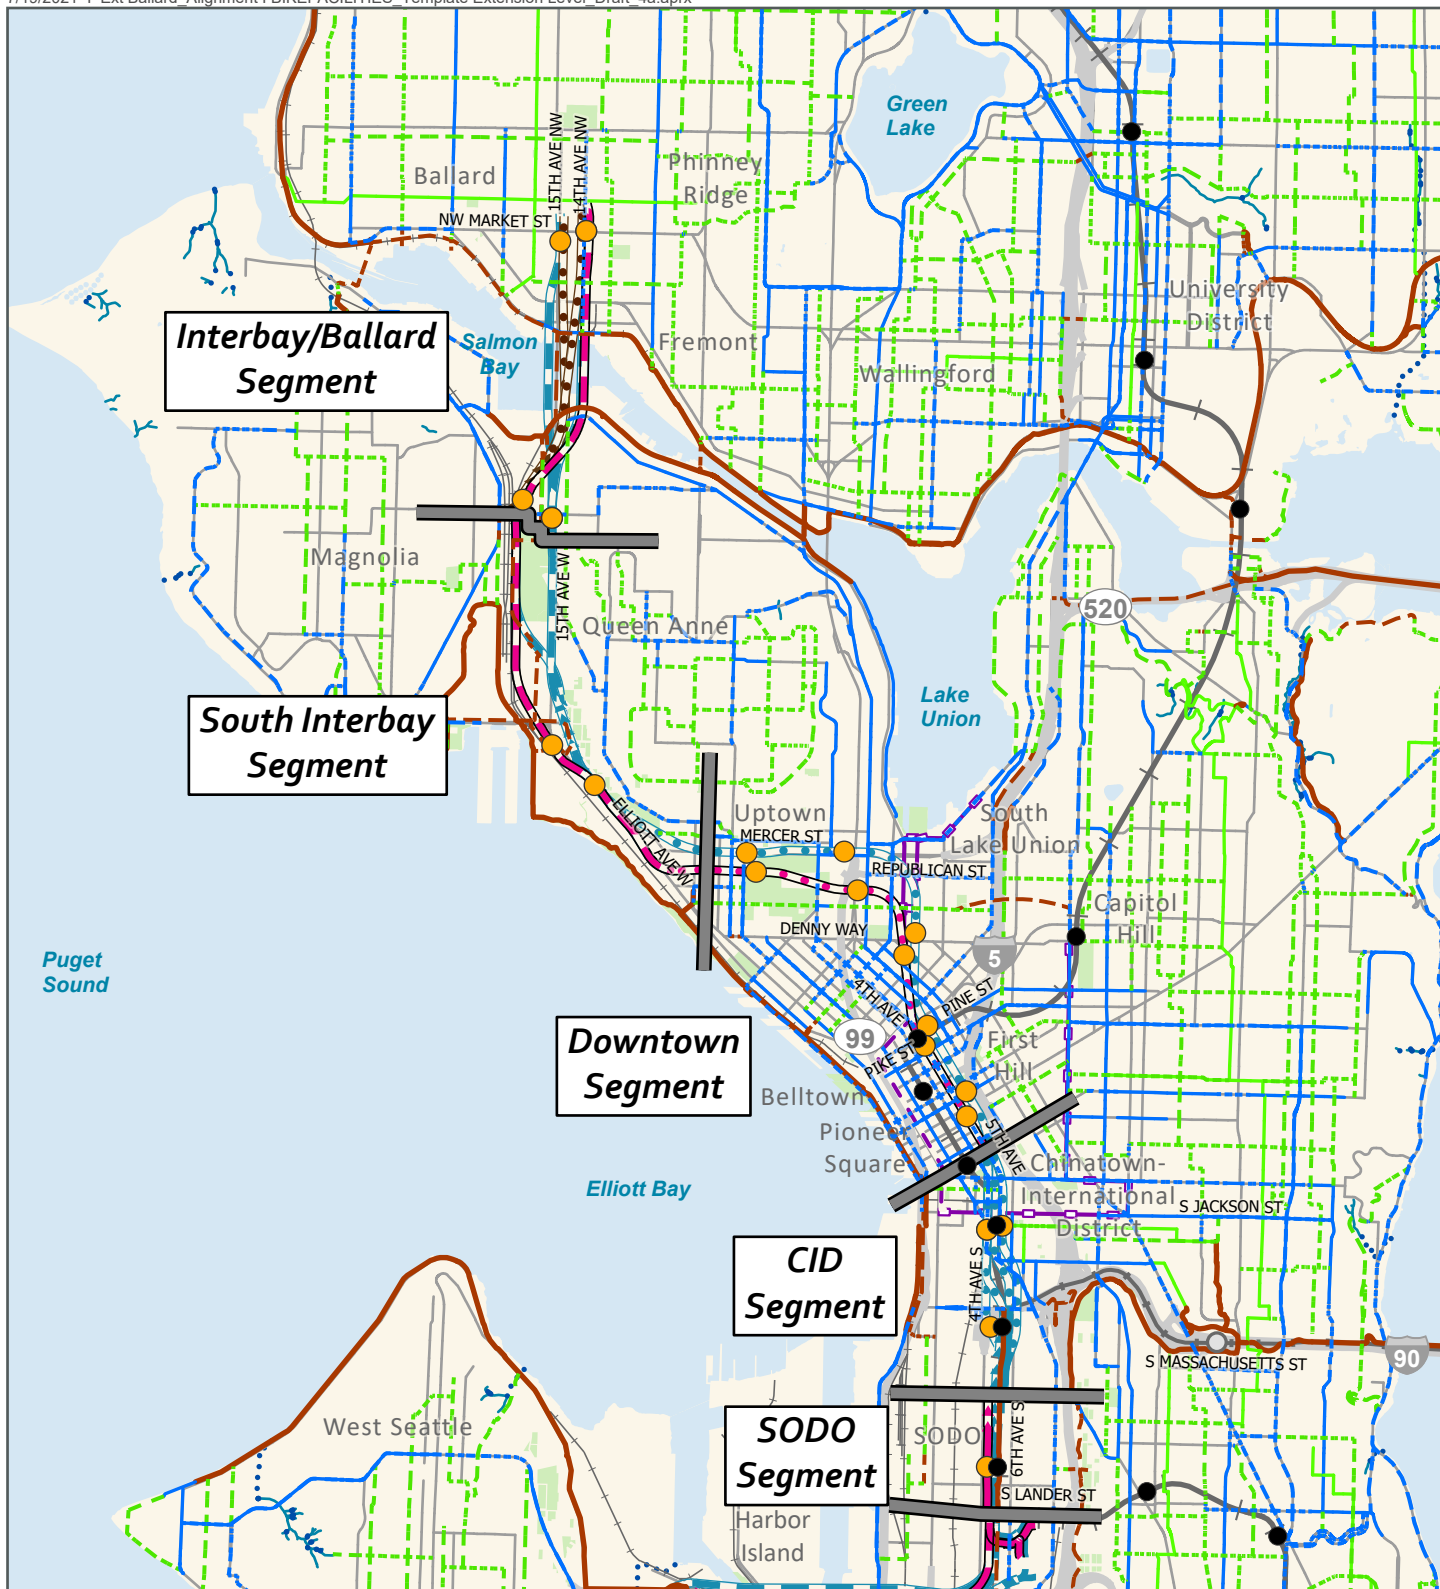 Green
Lake
15TH AVE NW
14TH AVE NW
Phinney
Ridge
Ballard
NW MARKET ST
University
District
Interbay/Ballard
Segment
Salmon
Bay
Fremont
Wallingford
Magnolia
15TH AVE W
520
Queen Anne
Lake
Union
South Interbay
Segment
ELLIOTT AVE W
Uptown
MERCER ST
South
Lake Union
REPUBLICAN ST
Capitol
Hill
DENNY WAY
5
Puget
Sound
4TH AVE
PINE ST
99
PIKE ST
First
Hill
Downtown
Segment
Belltown
Pioneer
Square
5TH AVE
Chinatown-
International
District
Elliott Bay
S JACKSON ST
CID
Segment
4TH AVE S
S MASSACHUSETTS ST
90
West Seattle
SODO
Segment
SODO
6TH AVE S
S LANDER ST
Harbor
Island